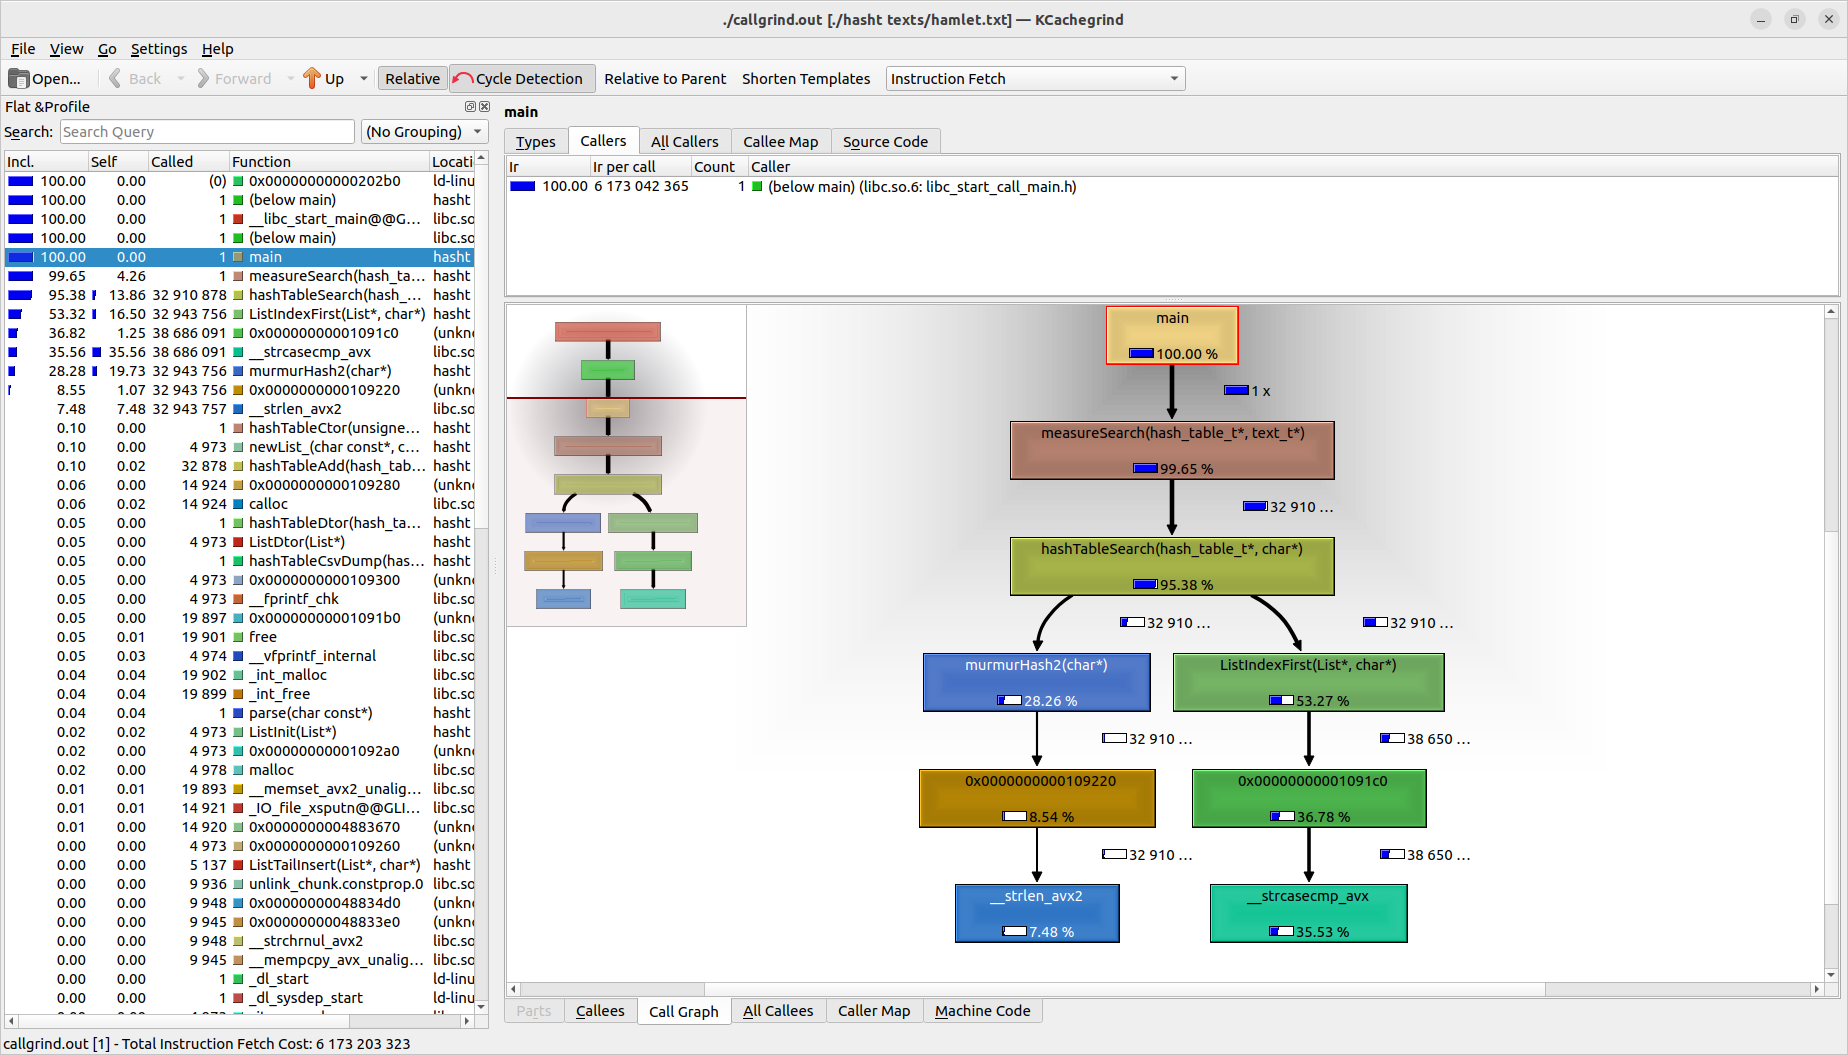 ./callgrind.out [./hasht texts/hamlet.txt] — KCachegrind
File View Go Settings Help
Open... Back Forward Up Relative Cycle Detection Relative to Parent Shorten Templates Instruction Fetch
Flat &Profile
Search: Search Query (No Grouping)
Incl. Self Called Function Locati
100.00 0.00 (0) 0x00000000000202b0 ld-linu
100.00 0.00 1 (below main) hasht
100.00 0.00 1 __libc_start_main@@G... libc.so
100.00 0.00 1 (below main) libc.so
100.00 0.00 1 main hasht
99.65 4.26 1 measureSearch(hash_ta... hasht
95.38 13.86 32 910 878 hashTableSearch(hash_... hasht
53.32 16.50 32 943 756 ListIndexFirst(List*, char*) hasht
36.82 1.25 38 686 091 0x00000000001091c0 (unkno
35.56 35.56 38 686 091 __strcasecmp_avx libc.so
28.28 19.73 32 943 756 murmurHash2(char*) hasht
8.55 1.07 32 943 756 0x0000000000109220 (unkno
7.48 7.48 32 943 757 __strlen_avx2 libc.so
0.10 0.00 1 hashTableCtor(unsigne... hasht
0.10 0.00 4 973 newList_(char const*, c... hasht
0.10 0.02 32 878 hashTableAdd(hash_tab... hasht
0.06 0.00 14 924 0x0000000000109280 (unkno
0.06 0.02 14 924 calloc libc.so
0.05 0.00 1 hashTableDtor(hash_ta... hasht
0.05 0.00 4 973 ListDtor(List*) hasht
0.05 0.00 1 hashTableCsvDump(has... hasht
0.05 0.00 4 973 0x0000000000109300 (unkno
0.05 0.00 4 973 __fprintf_chk libc.so
0.05 0.00 19 897 0x00000000001091b0 (unkno
0.05 0.01 19 901 free libc.so
0.05 0.03 4 974 __vfprintf_internal libc.so
0.04 0.04 19 902 _int_malloc libc.so
0.04 0.04 19 899 _int_free libc.so
0.04 0.04 1 parse(char const*) hasht
0.02 0.02 4 973 ListInit(List*) hasht
0.02 0.00 4 973 0x00000000001092a0 (unkno
0.02 0.00 4 978 malloc libc.so
0.01 0.01 19 893 __memset_avx2_unalig... libc.so
0.01 0.01 14 921 _IO_file_xsputn@@GLI... libc.so
0.01 0.00 14 920 0x0000000004883670 (unkno
0.00 0.00 4 973 0x0000000000109260 (unkno
0.00 0.00 5 137 ListTailInsert(List*, char*) hasht
0.00 0.00 9 936 unlink_chunk.constprop.0 libc.so
0.00 0.00 9 948 0x00000000048834d0 (unkno
0.00 0.00 9 945 0x00000000048833e0 (unkno
0.00 0.00 9 948 __strchrnul_avx2 libc.so
0.00 0.00 9 945 __mempcpy_avx_unalig... libc.so
0.00 0.00 1 _dl_start ld-linu
0.00 0.00 1 _dl_sysdep_start ld-linu
main
Types Callers All Callers Callee Map Source Code
Ir Ir per call Count Caller
100.00 6 173 042 365 1 (below main) (libc.so.6: libc_start_call_main.h)
main
100.00 %
1 x
measureSearch(hash_table_t*, text_t*)
99.65 %
32 910 ...
hashTableSearch(hash_table_t*, char*)
95.38 %
32 910 ... 32 910 ...
murmurHash2(char*) ListIndexFirst(List*, char*)
28.26 % 53.27 %
32 910 ... 38 650 ...
0x0000000000109220 0x00000000001091c0
8.54 % 36.78 %
32 910 ... 38 650 ...
__strlen_avx2 __strcasecmp_avx
7.48 % 35.53 %
Parts Callees Call Graph All Callees Caller Map Machine Code
callgrind.out [1] - Total Instruction Fetch Cost: 6 173 203 323